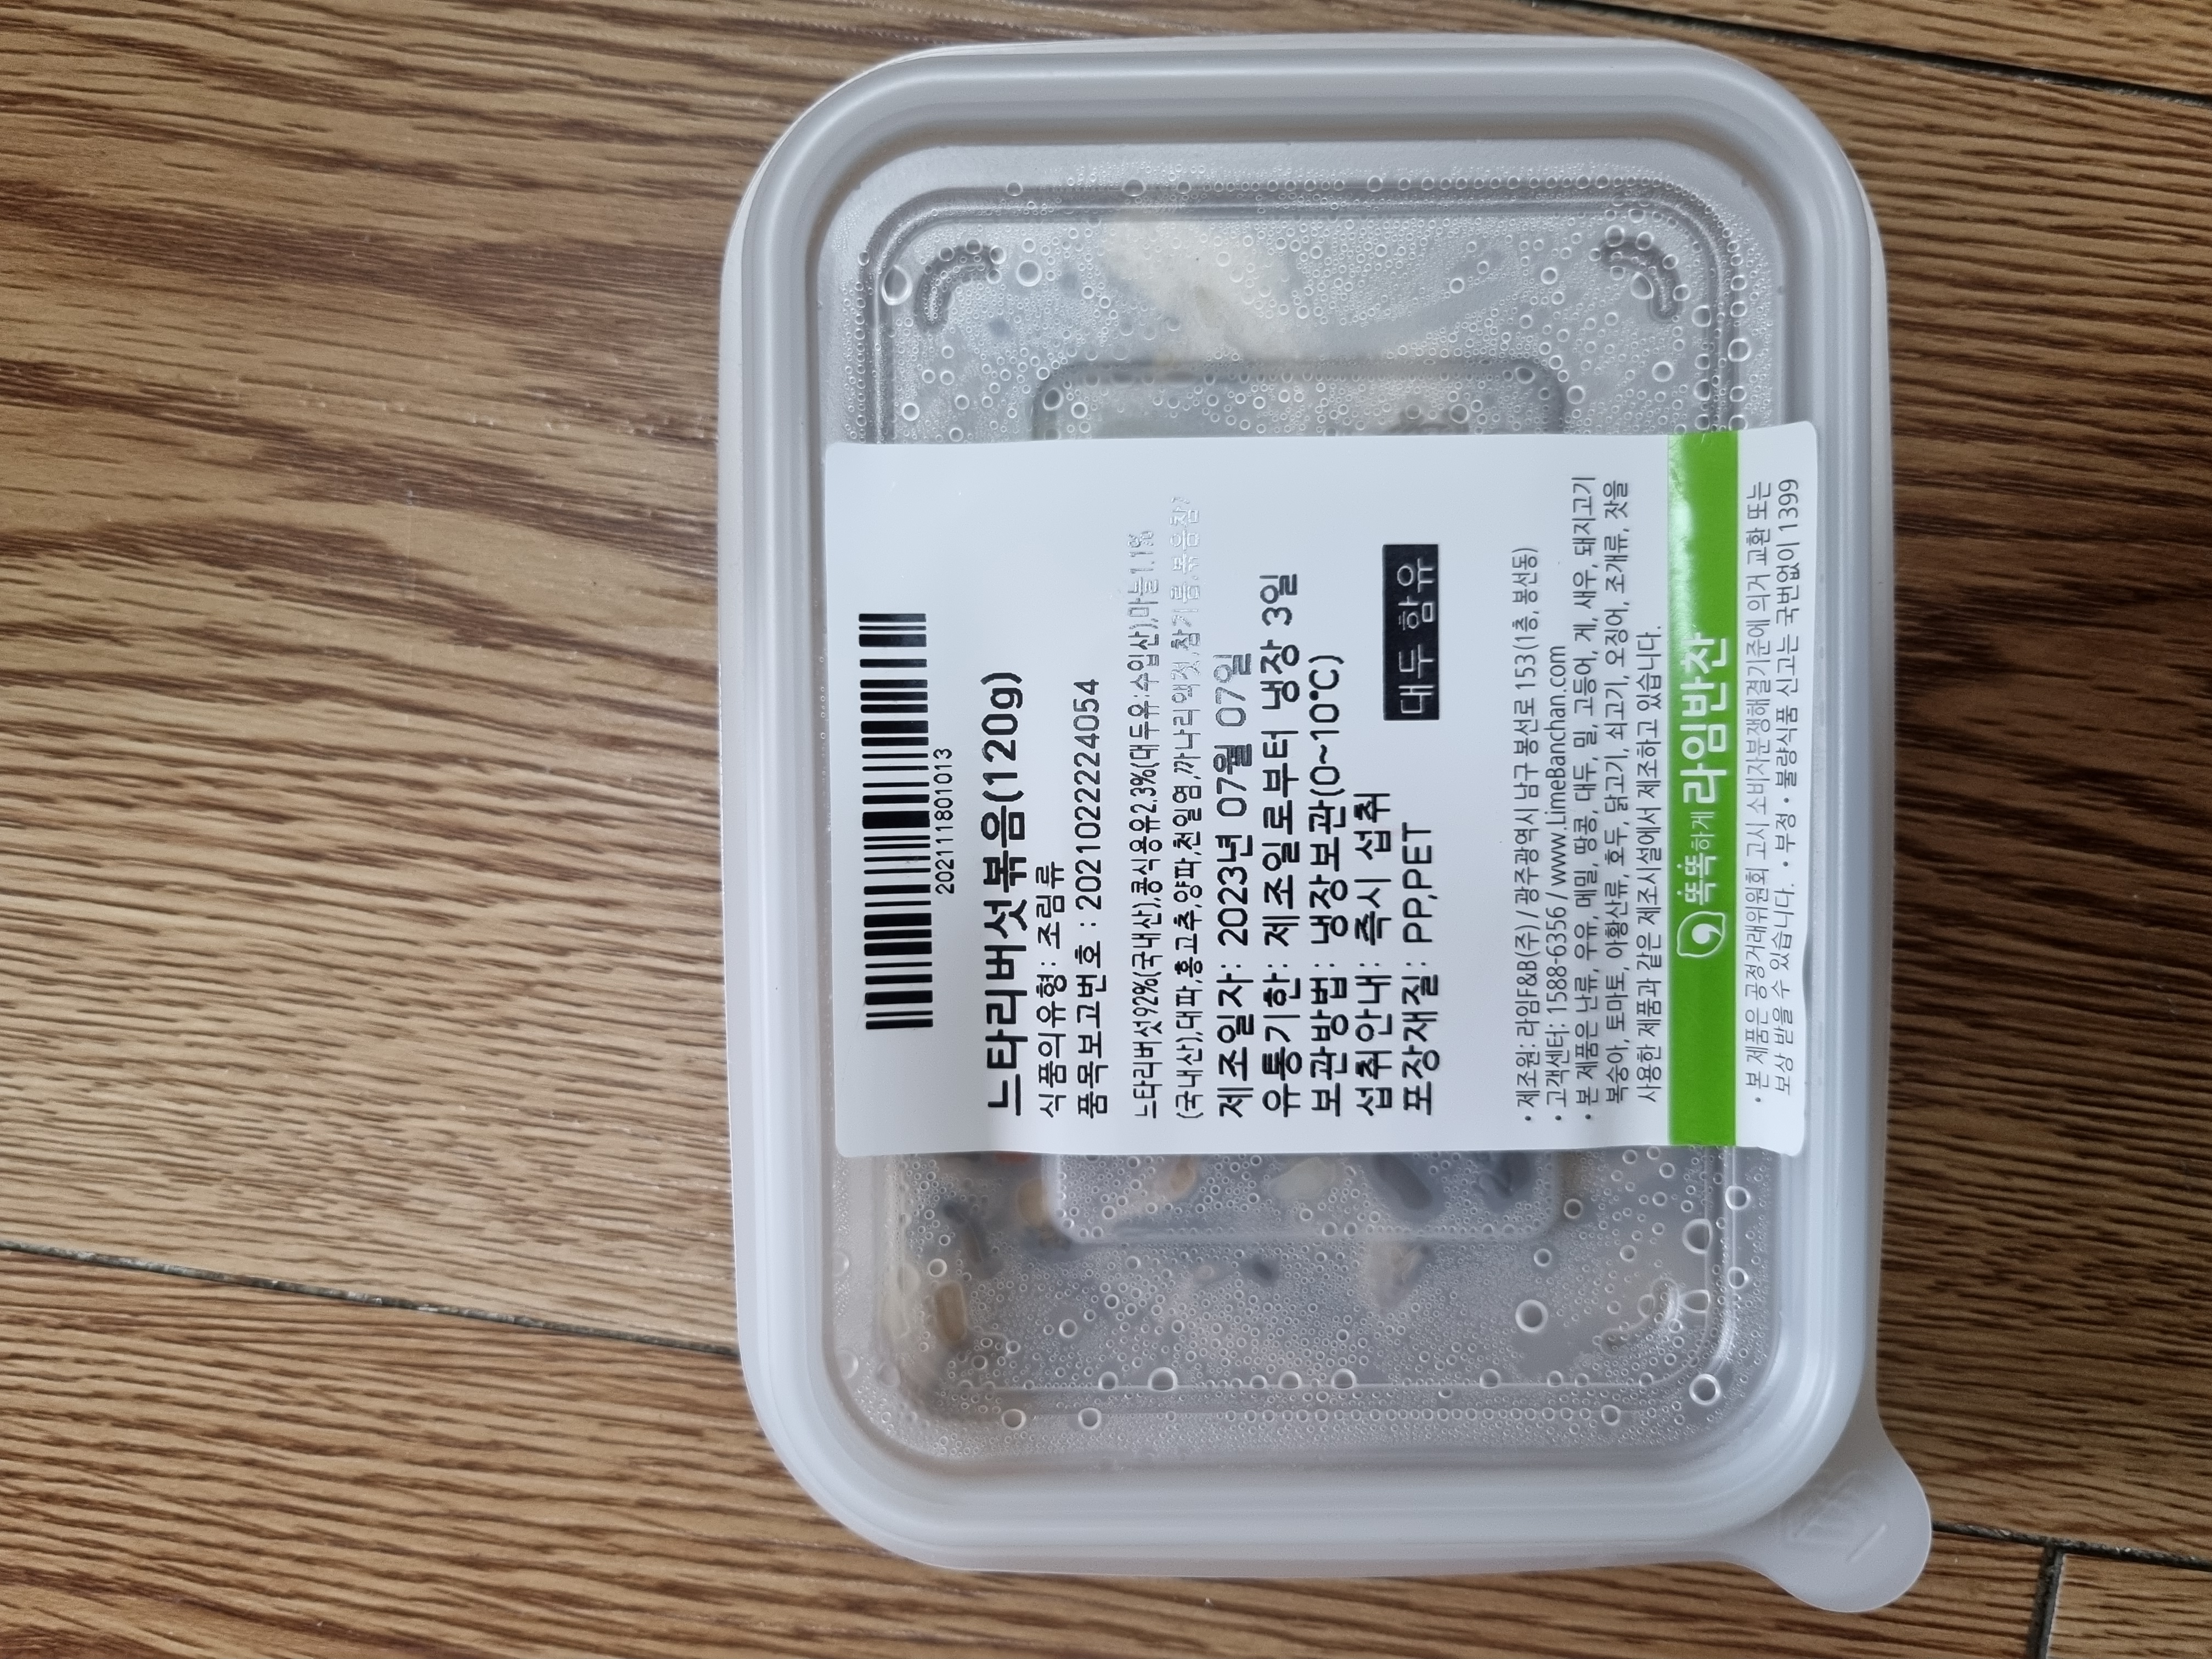 202111801013
느타리버섯볶음(120g)
식품의유형: 조림류
품목보고번호 : 2021022224054
느타리버섯92%(국내산),콩식용유2.3%(대두유:수입산),마늘1.1%
(국내산),대파,홍고추,양파,천일염,까나리액젓,참기름,볶음참깨
제조일자: 2023년 07월 07일
유통기한: 제조일로부터 냉장 3일
보관방법: 냉장보관(0~10°C)
섭취안내: 즉시 섭취
포장재질: PP,PET
대두 함유
• 제조원: 라임F&B(주) / 광주광역시 남구 봉선로 153(1층, 봉선동)
• 고객센터: 1588-6356 / www.LimeBanchan.com
• 본 제품은 난류, 우유, 메밀, 땅콩, 대두, 밀, 고등어, 게, 새우, 돼지고기
복숭아, 토마토, 아황산류, 호두, 닭고기, 쇠고기, 오징어, 조개류, 잣을
사용한 제품과 같은 제조시설에서 제조하고 있습니다.
똑똑하게 라임반찬
• 본 제품은 공정거래위원회 고시 소비자분쟁해결기준에 의거 교환 또는
보상 받을 수 있습니다. • 부정 • 불량식품 신고는 국번없이 1399